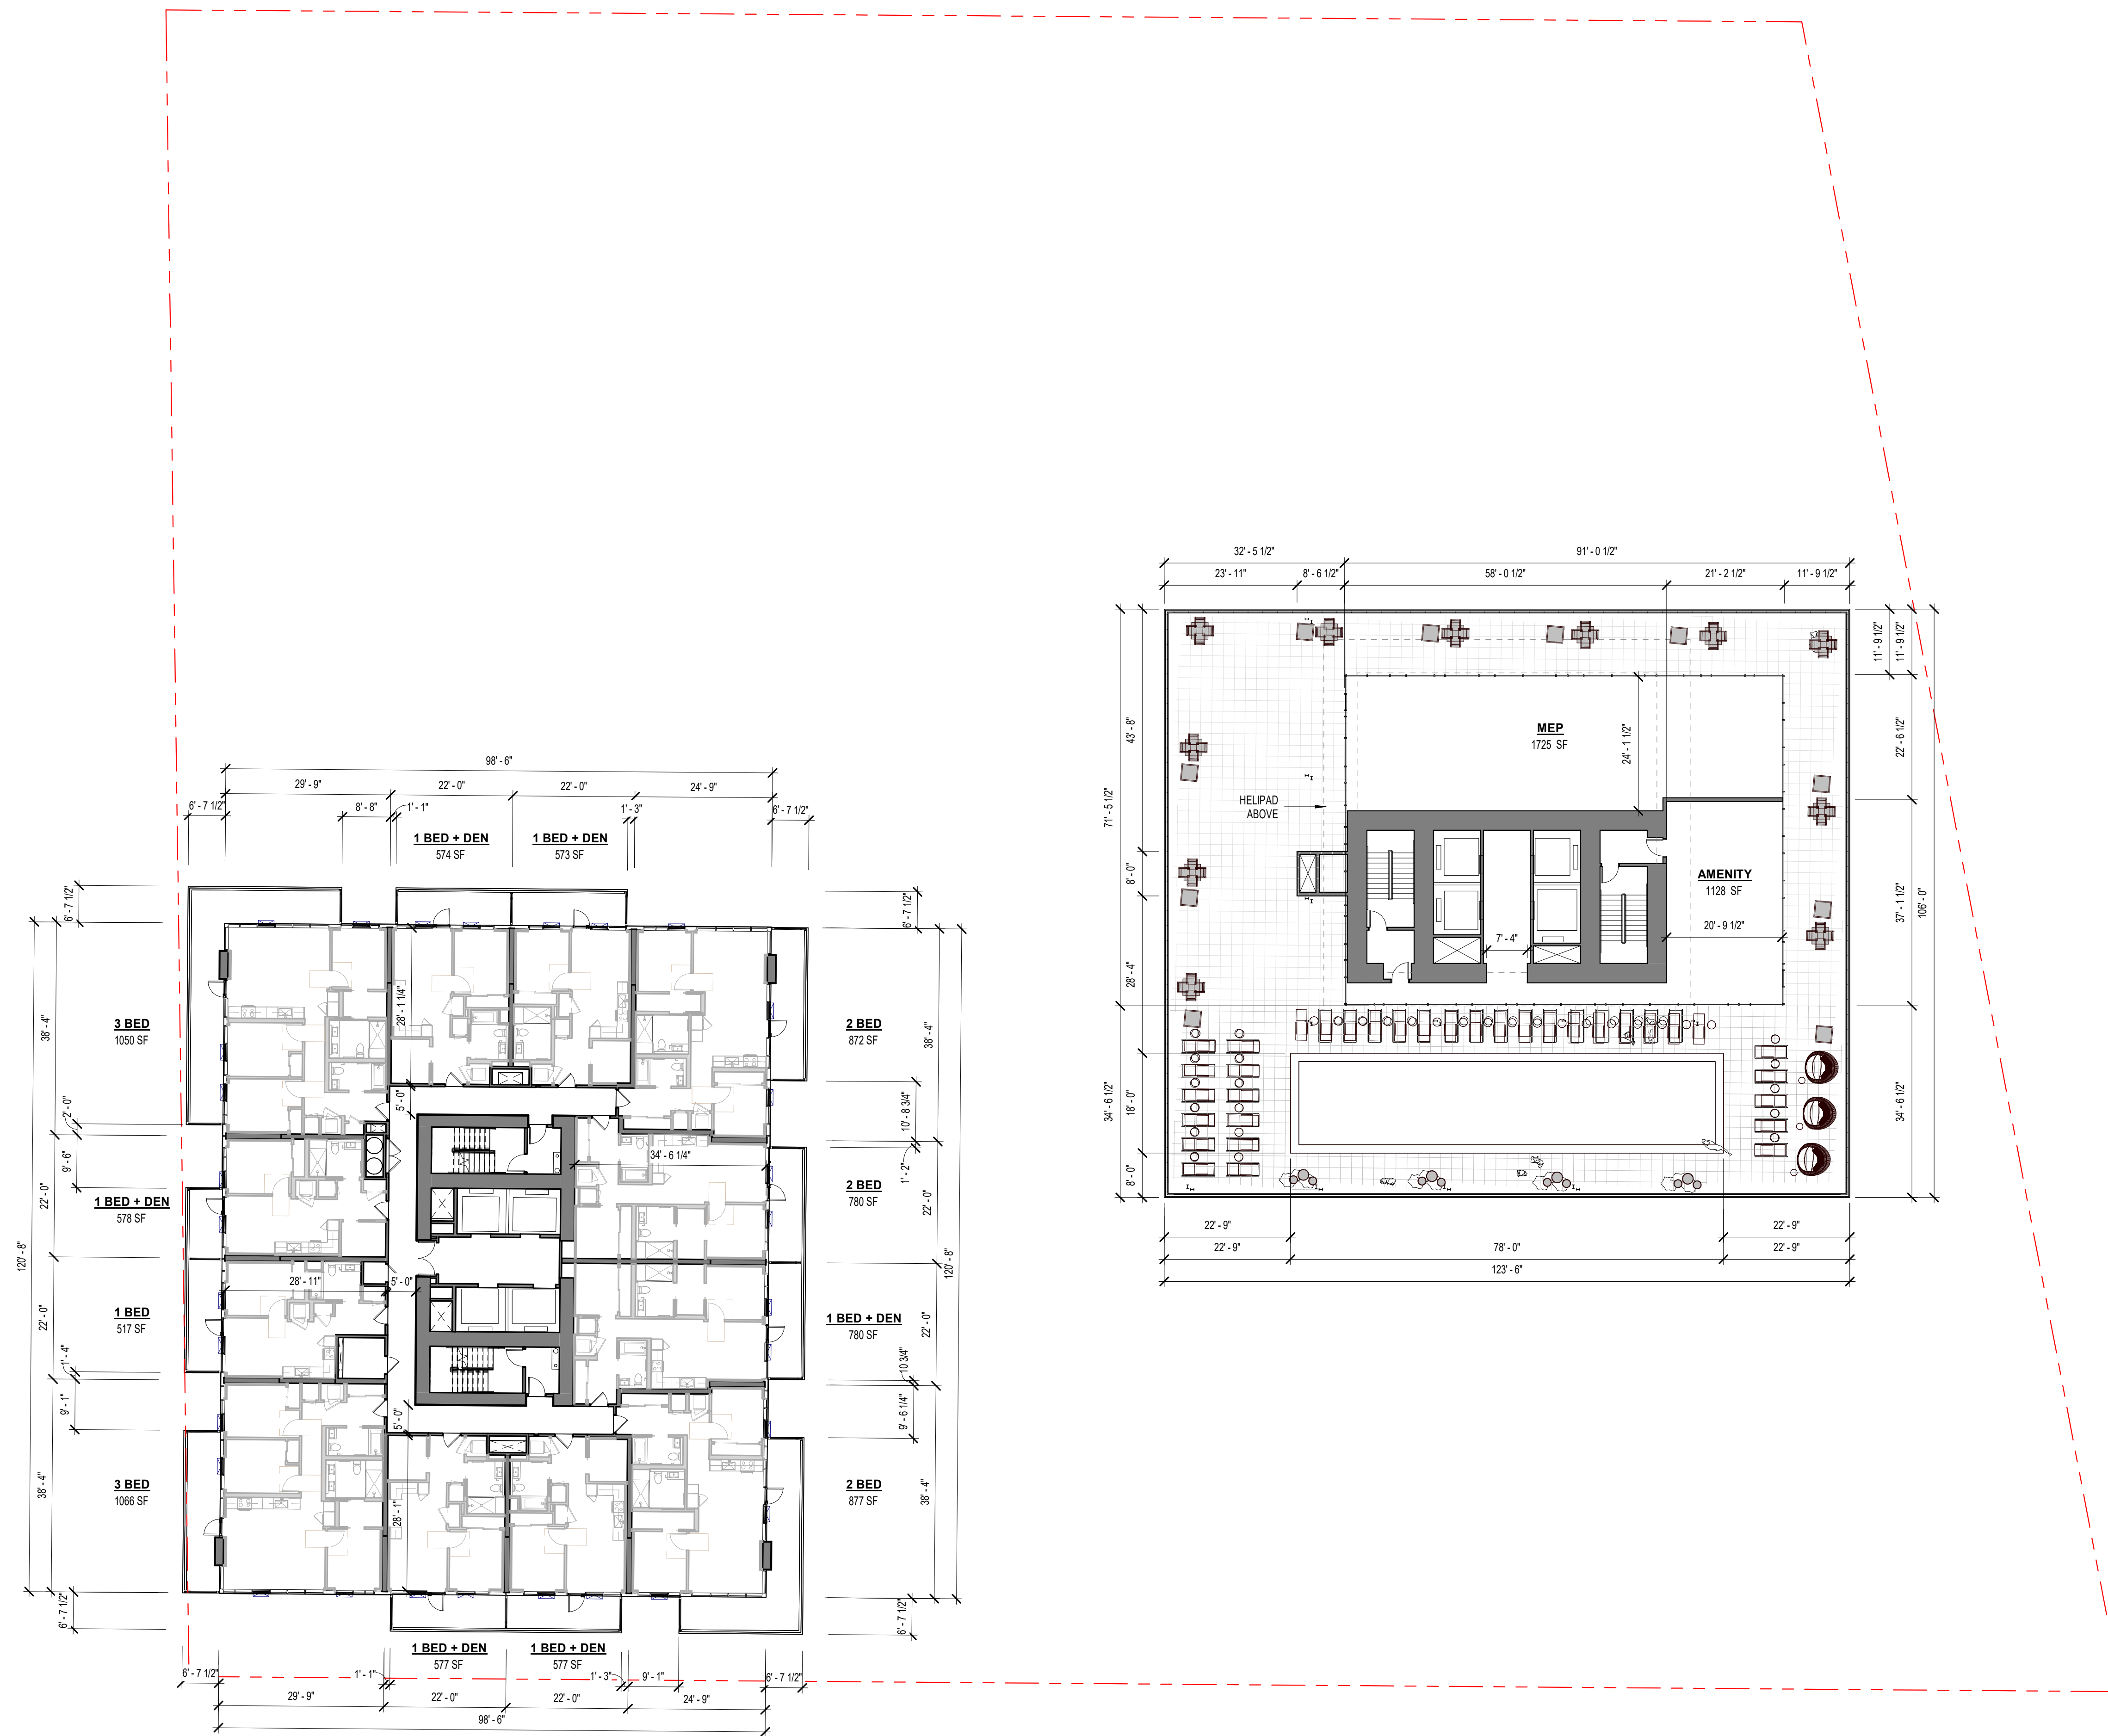 32' - 5 1/2"
91' - 0 1/2"
23' - 11"
8' - 6 1/2"
58' - 0 1/2"
21' - 2 1/2"
11' - 9 1/2"
11' - 9 1/2"
11' - 9 1/2"
43' - 8"
71' - 5 1/2"
8' - 0"
28' - 4"
34' - 6 1/2"
18' - 0"
8' - 0"
MEP
1725 SF
24' - 1 1/2"
HELIPAD
ABOVE
AMENITY
1128 SF
20' - 9 1/2"
7' - 4"
22' - 6 1/2"
37' - 1 1/2"
106' - 0"
34' - 6 1/2"
22' - 9"
22' - 9"
22' - 9"
78' - 0"
22' - 9"
123' - 6"
98' - 6"
29' - 9"
22' - 0"
22' - 0"
24' - 9"
6' - 7 1/2"
8' - 8"
1' - 1"
1' - 3"
6' - 7 1/2"
1 BED + DEN
574 SF
1 BED + DEN
573 SF
6' - 7 1/2"
6' - 7 1/2"
38' - 4"
3 BED
1050 SF
28' - 1 1/4"
2 BED
872 SF
38' - 4"
2' - 0"
5' - 0"
10' - 8 3/4"
9' - 6"
34' - 6 1/4"
1' - 2"
22' - 0"
1 BED + DEN
578 SF
2 BED
780 SF
22' - 0"
120' - 8"
120' - 8"
28' - 11"
5' - 0"
22' - 0"
1 BED
517 SF
1 BED + DEN
780 SF
22' - 0"
1' - 4"
10 3/4"
9' - 1"
5' - 0"
9' - 6 1/4"
38' - 4"
3 BED
1066 SF
28' - 1"
2 BED
877 SF
38' - 4"
6' - 7 1/2"
6' - 7 1/2"
1 BED + DEN
577 SF
1 BED + DEN
577 SF
6' - 7 1/2"
1' - 1"
1' - 3"
9' - 1"
6' - 7 1/2"
29' - 9"
22' - 0"
22' - 0"
24' - 9"
98' - 6"